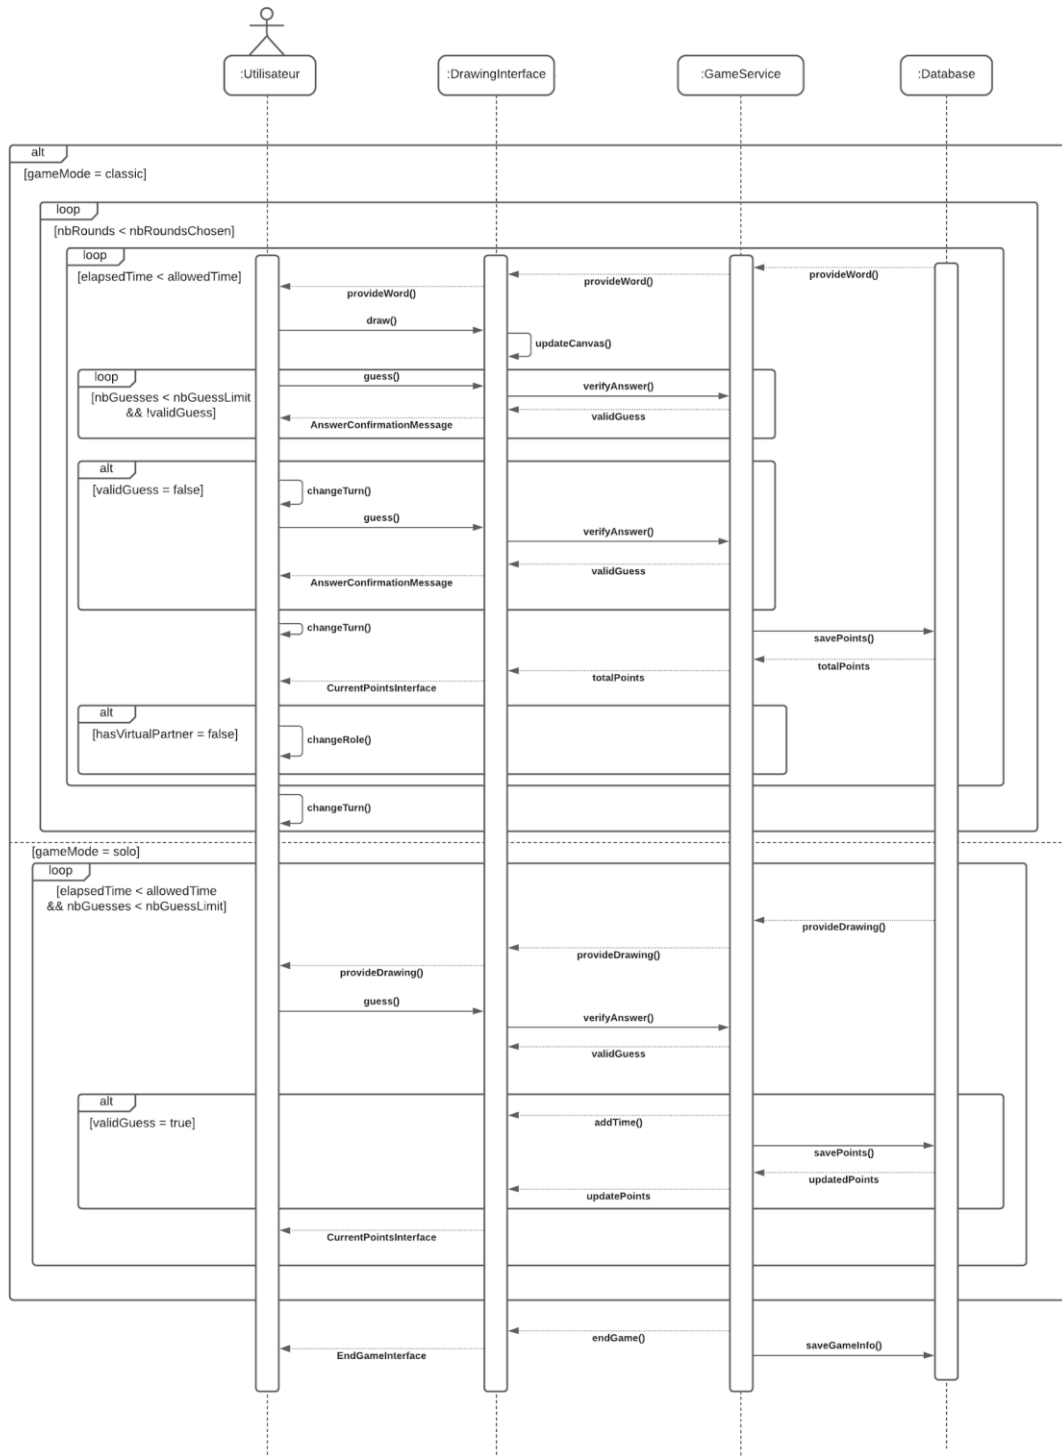 :Utilisateur
:DrawingInterface
:GameService
:Database
alt
[gameMode = classic]
loop
[nbRounds < nbRoundsChosen]
loop
[elapsedTime < allowedTime]
provideWord()
provideWord()
provideWord()
draw()
updateCanvas()
loop
[nbGuesses < nbGuessLimit
&& !validGuess]
guess()
verifyAnswer()
validGuess
AnswerConfirmationMessage
alt
[validGuess = false]
changeTurn()
guess()
verifyAnswer()
validGuess
AnswerConfirmationMessage
changeTurn()
savePoints()
totalPoints
totalPoints
CurrentPointsInterface
alt
[hasVirtualPartner = false]
changeRole()
changeTurn()
[gameMode = solo]
loop
[elapsedTime < allowedTime
&& nbGuesses < nbGuessLimit]
provideDrawing()
provideDrawing()
provideDrawing()
guess()
verifyAnswer()
validGuess
alt
[validGuess = true]
addTime()
savePoints()
updatedPoints
updatePoints
CurrentPointsInterface
endGame()
saveGameInfo()
EndGameInterface